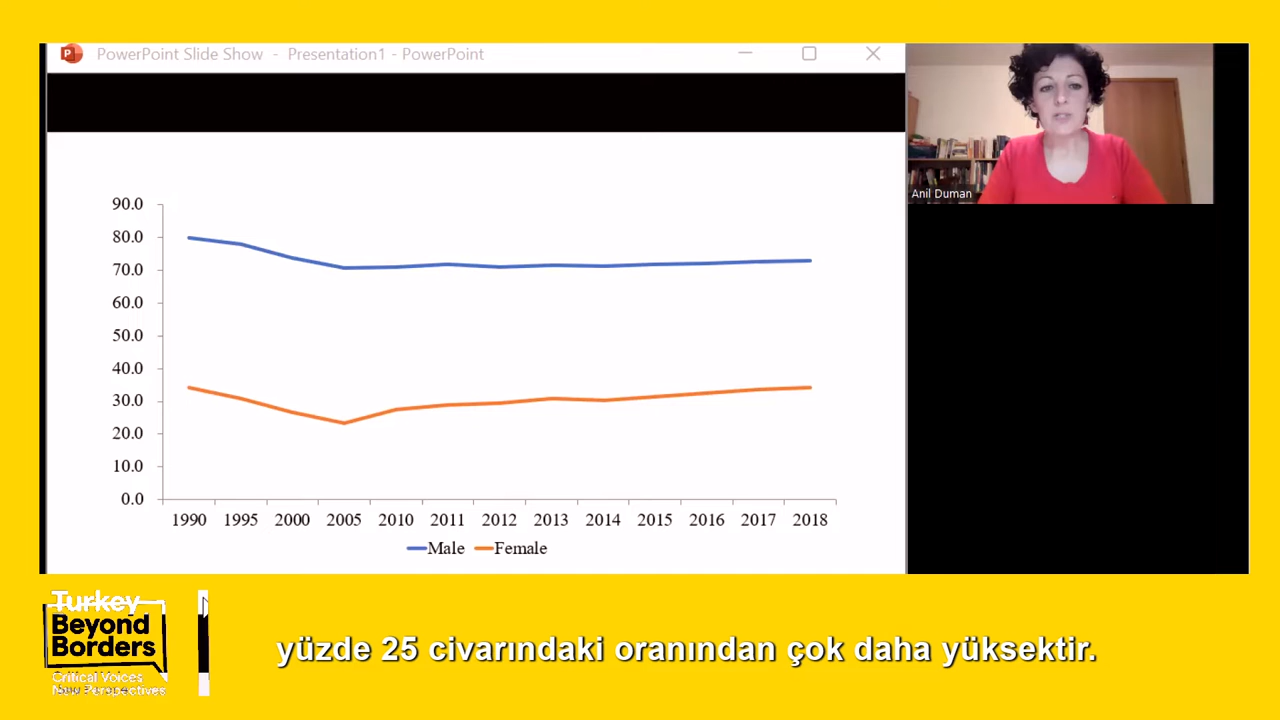 PowerPoint Slide Show - Presentation1 - PowerPoint
Anil Duman
90.0
80.0
70.0
60.0
50.0
40.0
30.0
20.0
10.0
0.0
1990 1995 2000 2005 2010 2011 2012 2013 2014 2015 2016 2017 2018
Male Female
Turkey
Beyond
Borders
Critical Voices
New Perspectives
yüzde 25 civarındaki oranından çok daha yüksektir.